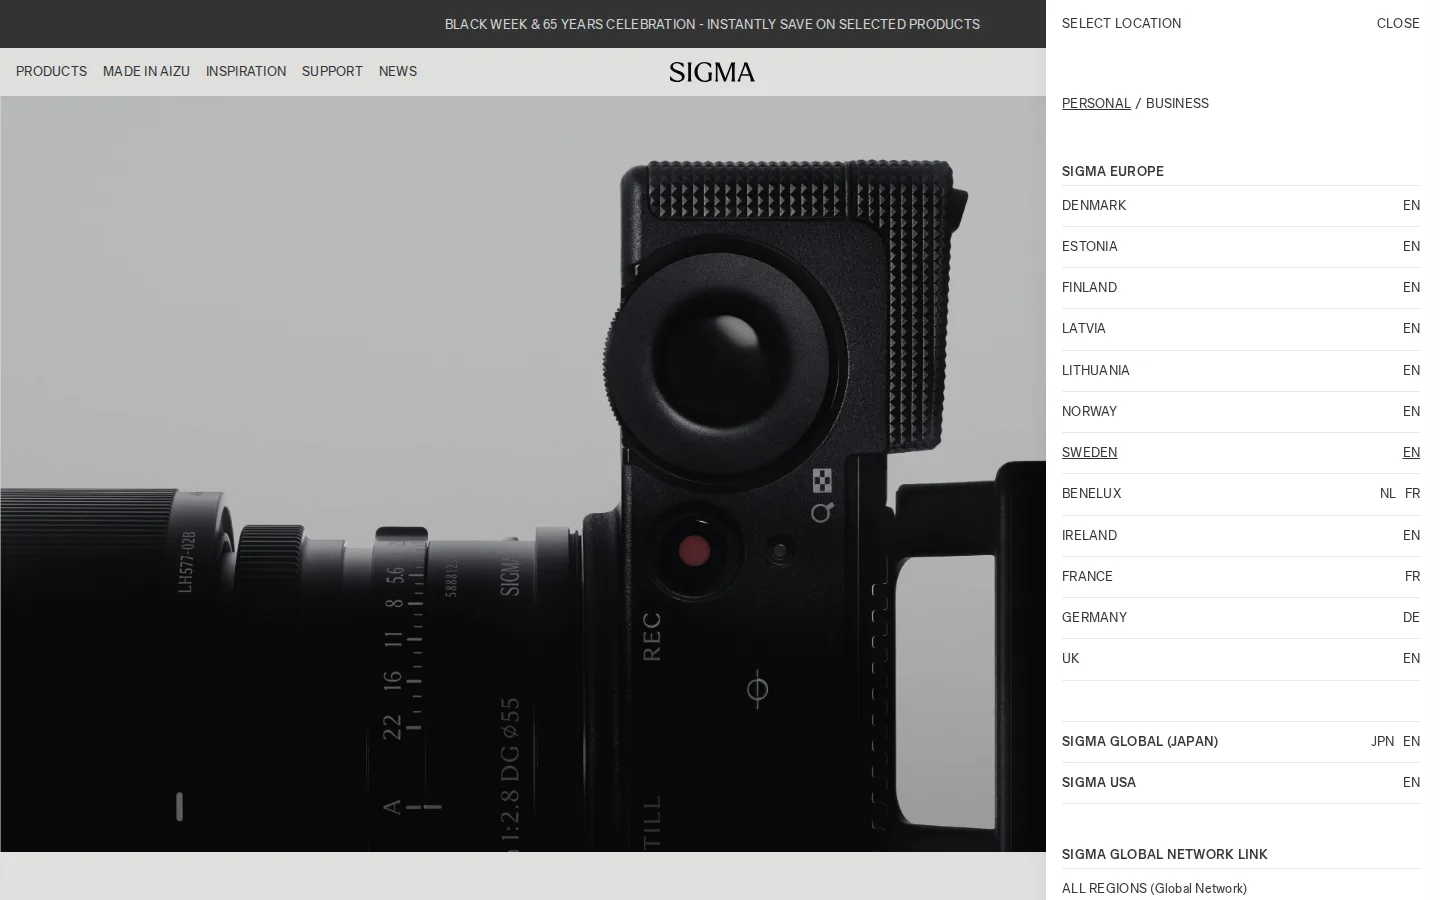 BLACK WEEK & 65 YEARS CELEBRATION - INSTANTLY SAVE ON SELECTED PRODUCTS
PRODUCTS MADE IN AIZU INSPIRATION SUPPORT NEWS
SIGMA
SELECT LOCATION CLOSE
PERSONAL / BUSINESS
SIGMA EUROPE
DENMARK EN
ESTONIA EN
FINLAND EN
LATVIA EN
LITHUANIA EN
NORWAY EN
SWEDEN EN
BENELUX NL FR
IRELAND EN
FRANCE FR
GERMANY DE
UK EN
SIGMA GLOBAL (JAPAN) JPN EN
SIGMA USA EN
SIGMA GLOBAL NETWORK LINK
ALL REGIONS (Global Network)
LH577-02B
5.6 8 11 16 22 A
SIGMA
1:2.8 DG ø55
REC